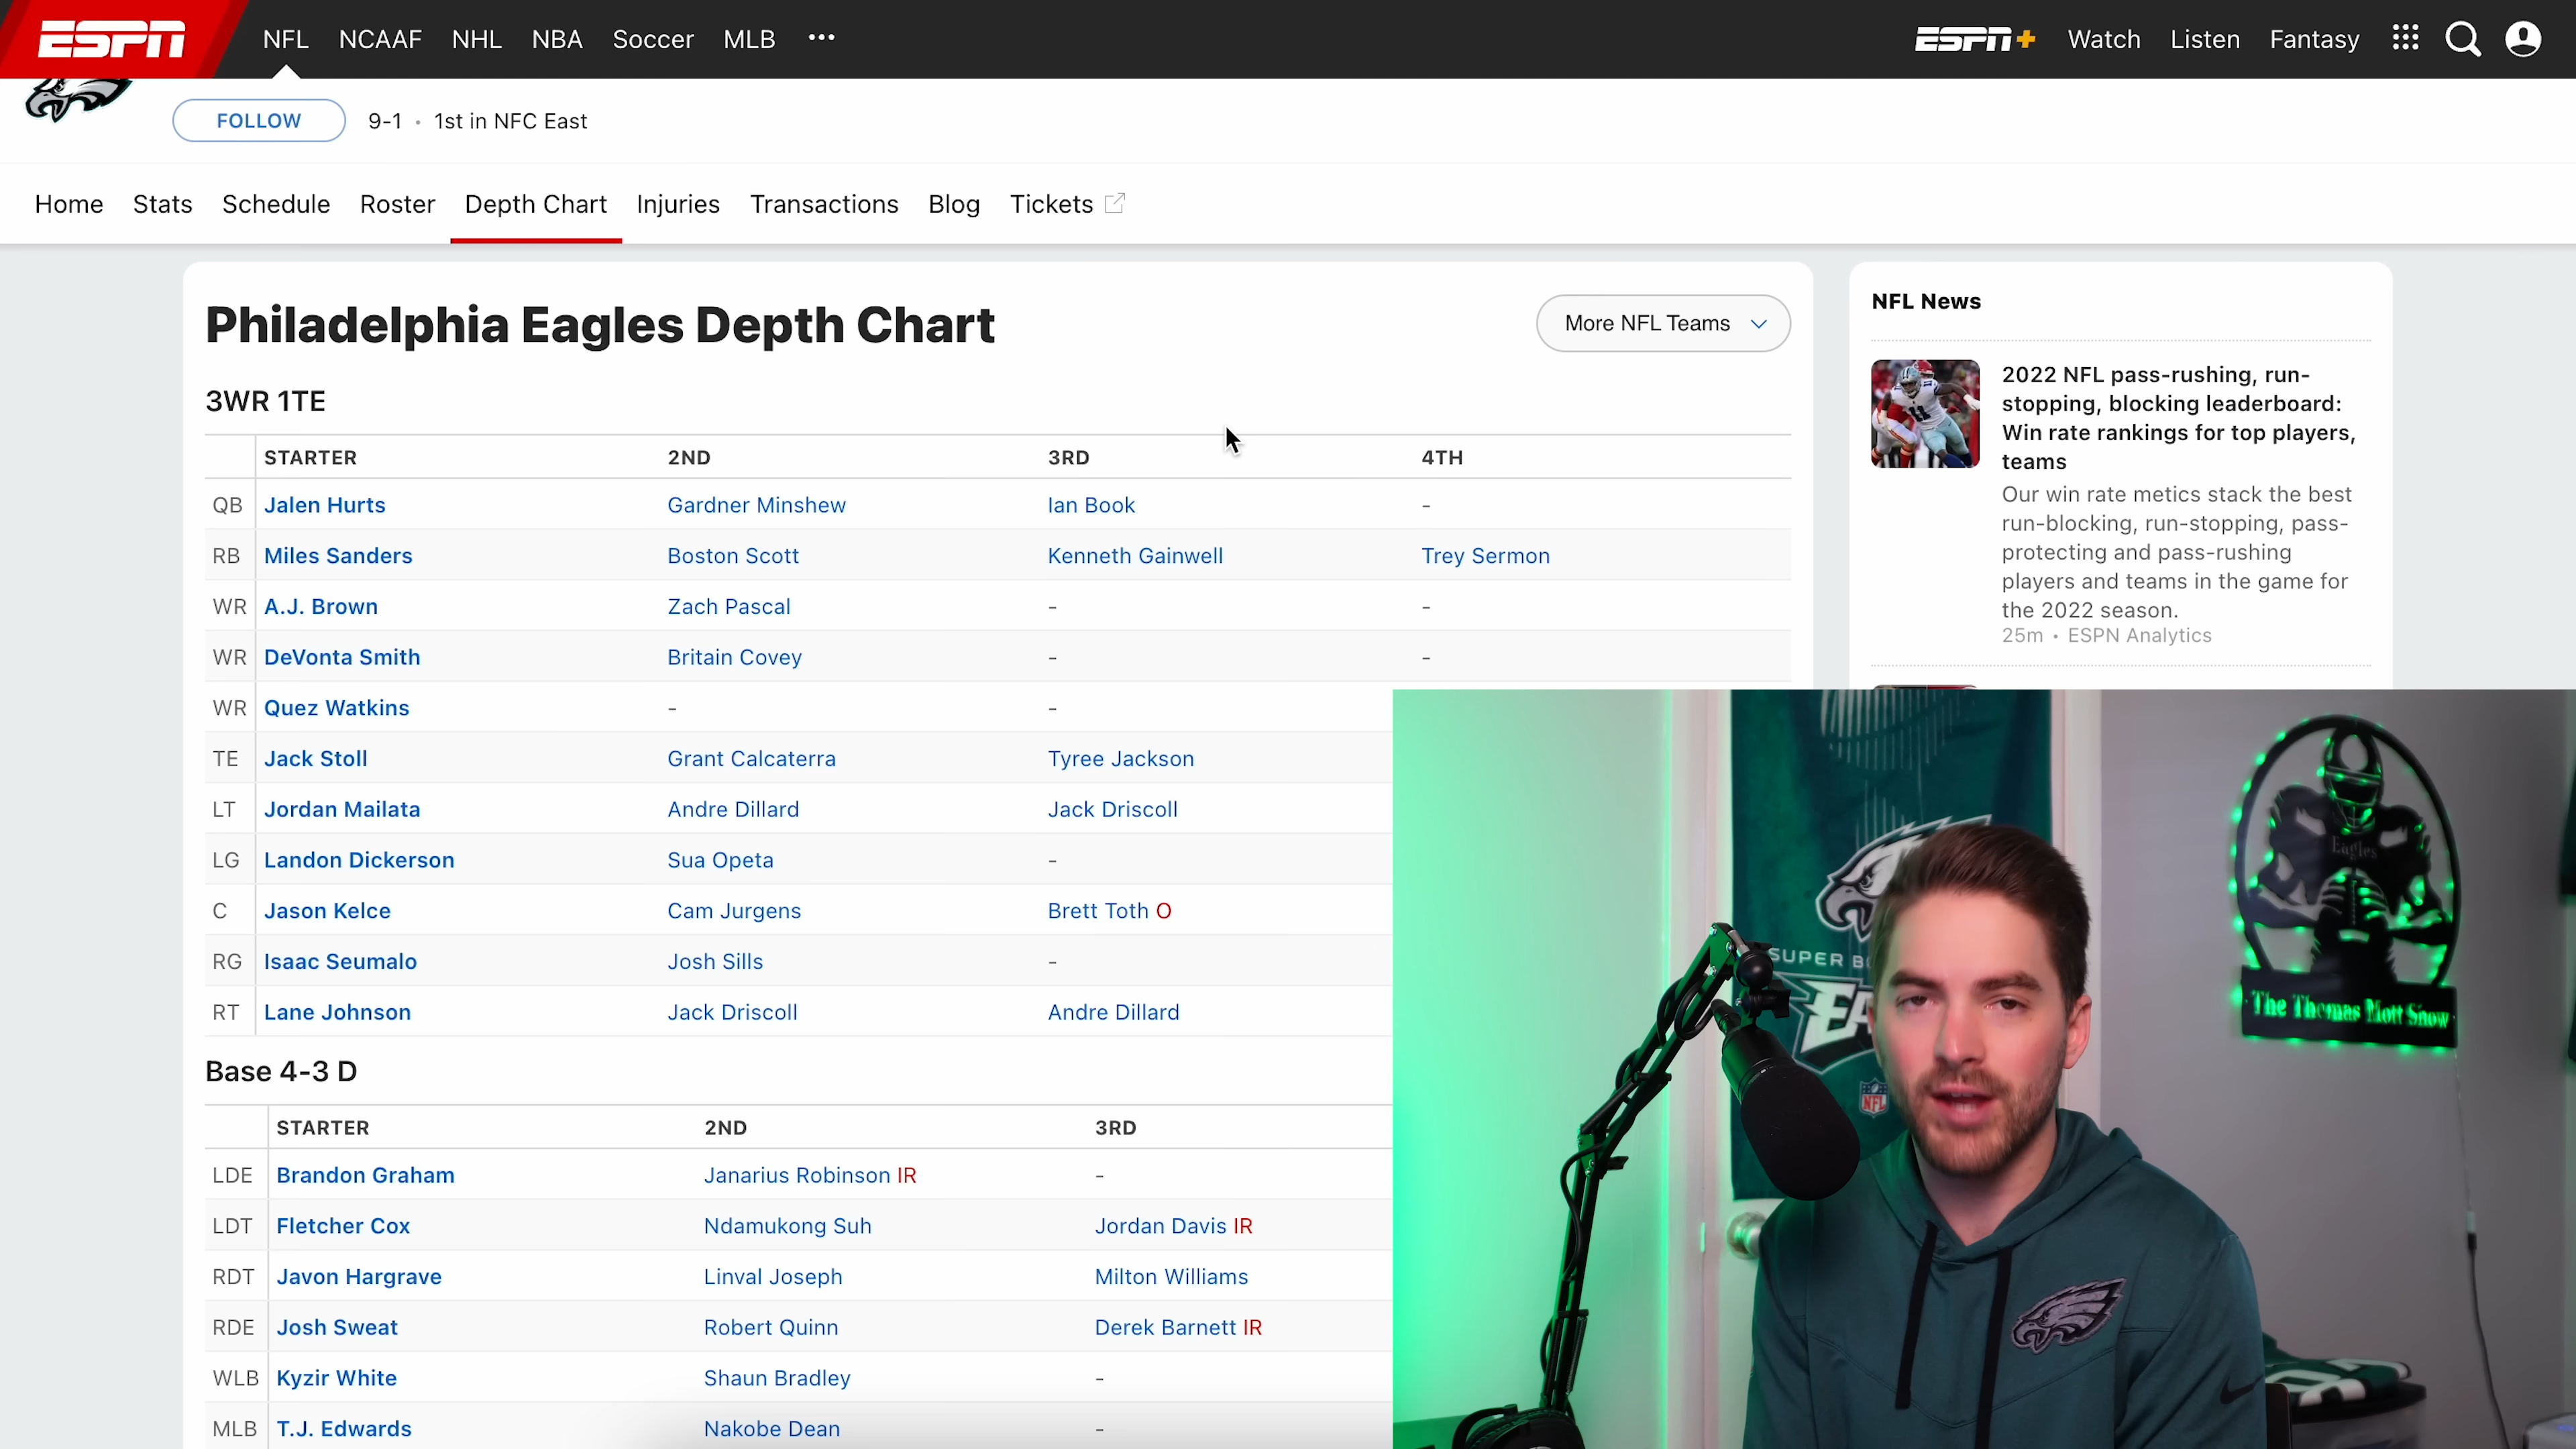 ESPN NFL NCAAF NHL NBA Soccer MLB ••• ESPN+ Watch Listen Fantasy
FOLLOW 9-1 • 1st in NFC East
Home Stats Schedule Roster Depth Chart Injuries Transactions Blog Tickets
Philadelphia Eagles Depth Chart
More NFL Teams
3WR 1TE
STARTER 2ND 3RD 4TH
QB Jalen Hurts Gardner Minshew Ian Book -
RB Miles Sanders Boston Scott Kenneth Gainwell Trey Sermon
WR A.J. Brown Zach Pascal - -
WR DeVonta Smith Britain Covey - -
WR Quez Watkins - -
TE Jack Stoll Grant Calcaterra Tyree Jackson
LT Jordan Mailata Andre Dillard Jack Driscoll
LG Landon Dickerson Sua Opeta -
C Jason Kelce Cam Jurgens Brett Toth O
RG Isaac Seumalo Josh Sills -
RT Lane Johnson Jack Driscoll Andre Dillard
Base 4-3 D
STARTER 2ND 3RD
LDE Brandon Graham Janarius Robinson IR -
LDT Fletcher Cox Ndamukong Suh Jordan Davis IR
RDT Javon Hargrave Linval Joseph Milton Williams
RDE Josh Sweat Robert Quinn Derek Barnett IR
WLB Kyzir White Shaun Bradley -
MLB T.J. Edwards Nakobe Dean -
NFL News
2022 NFL pass-rushing, run-
stopping, blocking leaderboard:
Win rate rankings for top players,
teams
Our win rate metics stack the best
run-blocking, run-stopping, pass-
protecting and pass-rushing
players and teams in the game for
the 2022 season.
25m • ESPN Analytics
SUPER
NFL
Eagles
The Thomas Mott Show